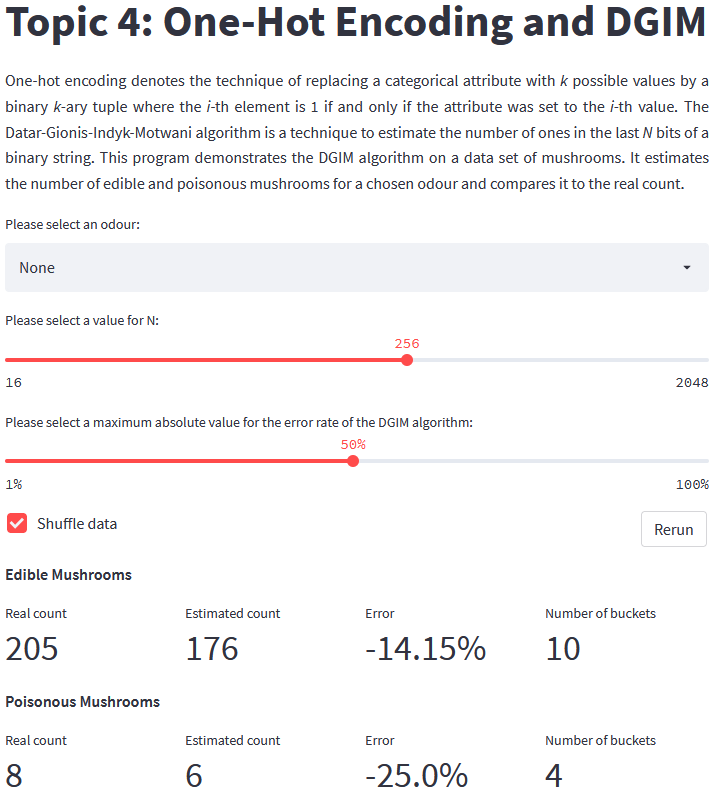 Topic 4: One-Hot Encoding and DGIM
One-hot encoding denotes the technique of replacing a categorical attribute with k possible values by a
binary k-ary tuple where the i-th element is 1 if and only if the attribute was set to the i-th value. The
Datar-Gionis-Indyk-Motwani algorithm is a technique to estimate the number of ones in the last N bits of a
binary string. This program demonstrates the DGIM algorithm on a data set of mushrooms. It estimates
the number of edible and poisonous mushrooms for a chosen odour and compares it to the real count.
Please select an odour:
None
Please select a value for N:
256
16 2048
Please select a maximum absolute value for the error rate of the DGIM algorithm:
50%
1% 100%
Shuffle data Rerun
Edible Mushrooms
Real count Estimated count Error Number of buckets
205 176 -14.15% 10
Poisonous Mushrooms
Real count Estimated count Error Number of buckets
8 6 -25.0% 4